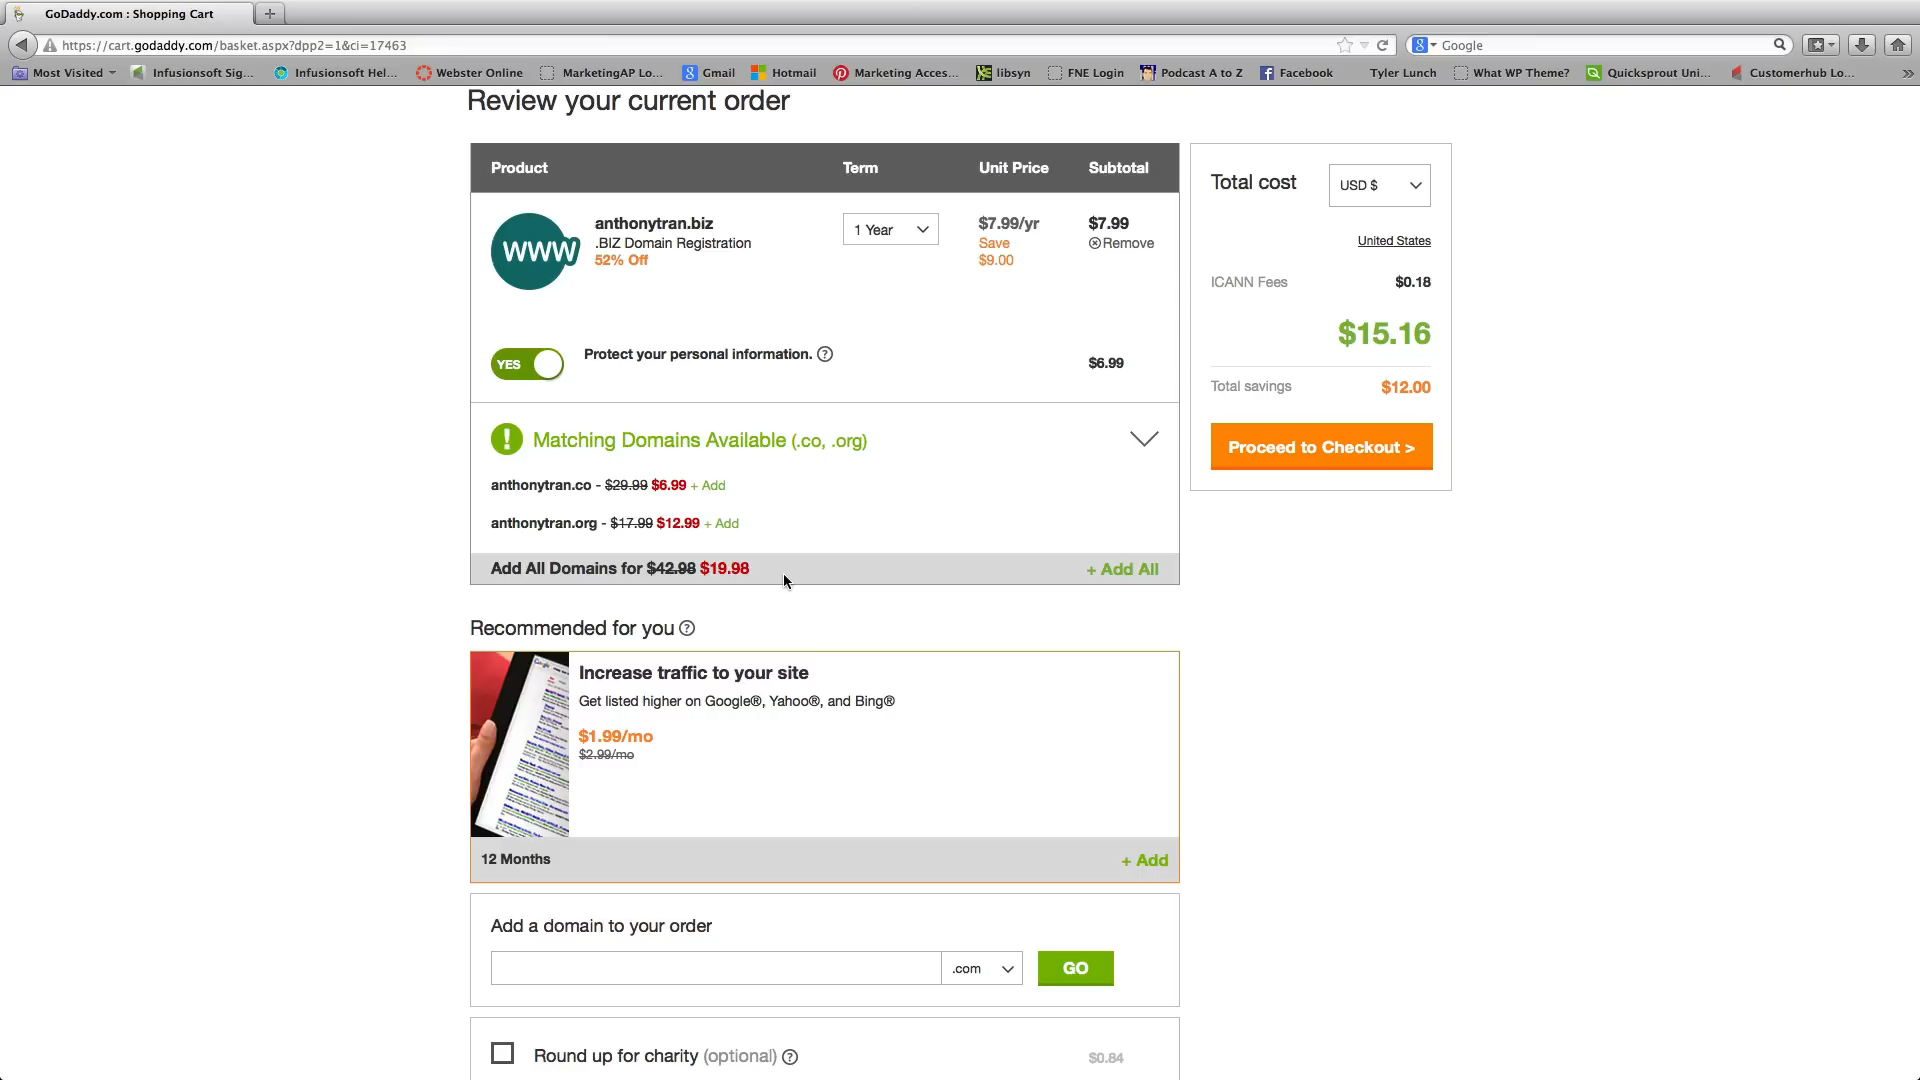 GoDaddy.com : Shopping Cart
https://cart.godaddy.com/basket.aspx?dpp2=1&ci=17463
Google
Most Visited
Infusionsoft Sig...
Infusionsoft Hel...
Webster Online
MarketingAP Lo...
Gmail
Hotmail
Marketing Acces...
libsyn
FNE Login
Podcast A to Z
Facebook
Tyler Lunch
What WP Theme?
Quicksprout Uni...
Customerhub Lo...
Review your current order
Product Term Unit Price Subtotal
www
anthonytran.biz
.BIZ Domain Registration
52% Off
1 Year
$7.99/yr
Save
$9.00
$7.99
Remove
YES
Protect your personal information. ?
$6.99
! Matching Domains Available (.co, .org)
anthonytran.co - $29.99 $6.99 + Add
anthonytran.org - $17.99 $12.99 + Add
Add All Domains for $42.98 $19.98 + Add All
Total cost
USD $
United States
ICANN Fees $0.18
$15.16
Total savings $12.00
Proceed to Checkout >
Recommended for you ?
Increase traffic to your site
Get listed higher on Google®, Yahoo®, and Bing®
$1.99/mo
$2.99/mo
12 Months + Add
Add a domain to your order
.com
GO
Round up for charity (optional) ? $0.84